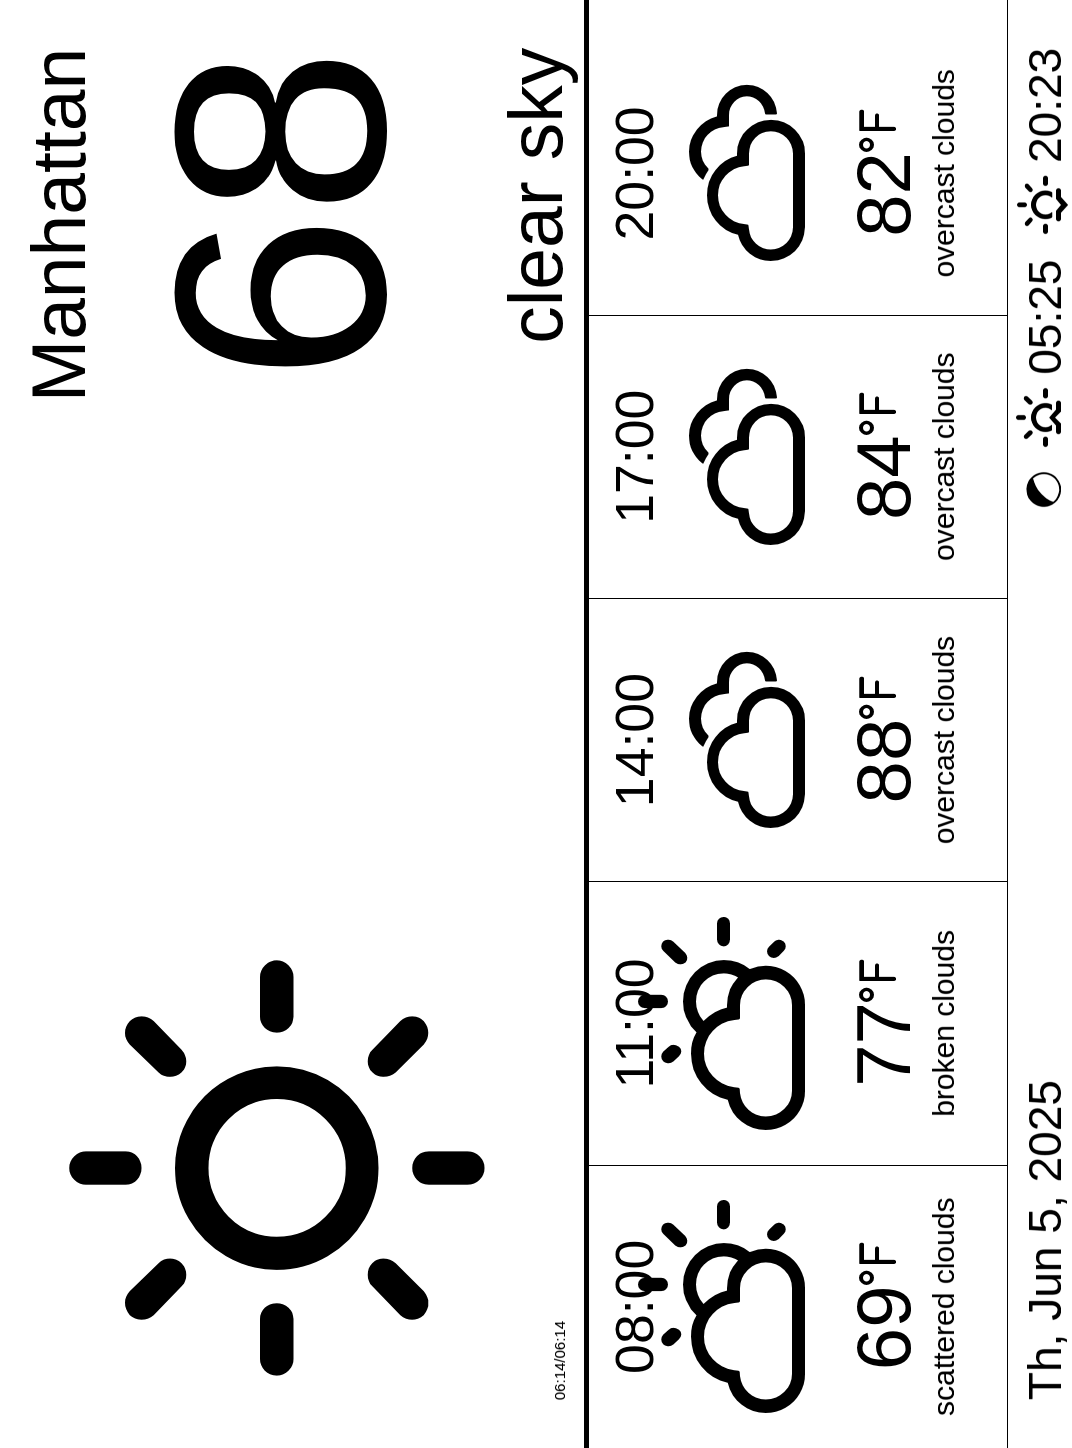 Manhattan
68
clear sky
06:14/06:14
08:00 11:00 14:00 17:00 20:00
69°F 77°F 88°F 84°F 82°F
scattered clouds broken clouds overcast clouds overcast clouds overcast clouds
Th, Jun 5, 2025 05:25 20:23